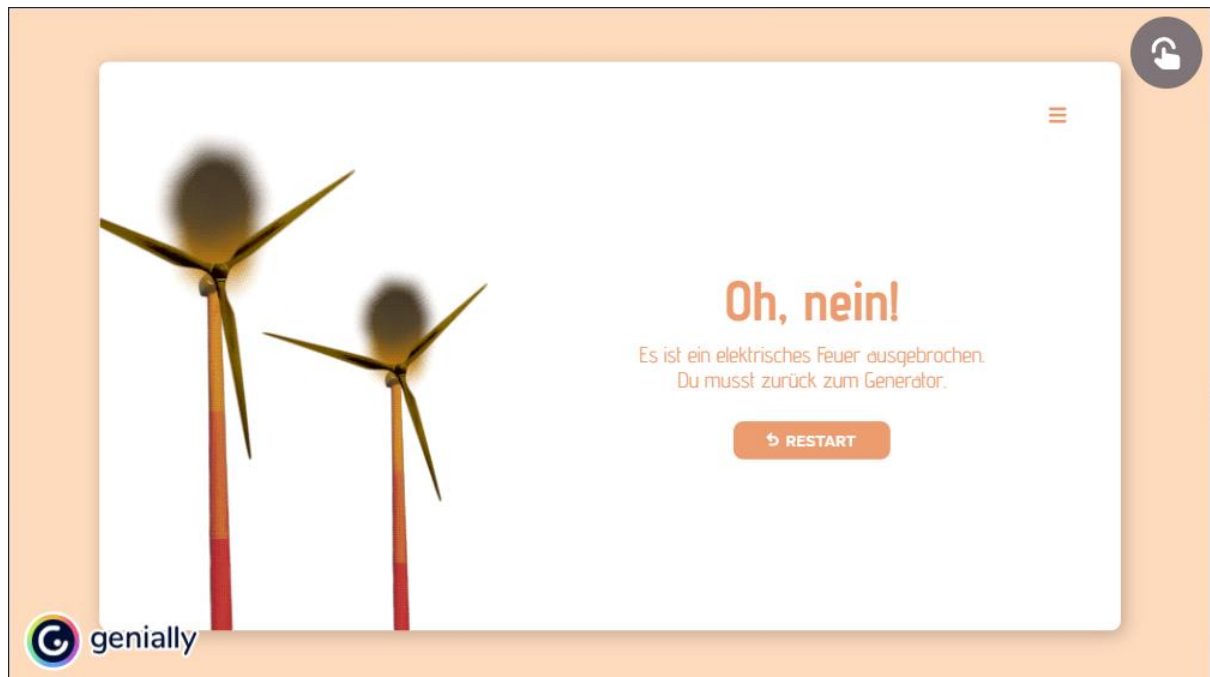 Oh, nein!
Es ist ein elektrisches Feuer ausgebrochen.
Du musst zurück zum Generator.
RESTART
genially